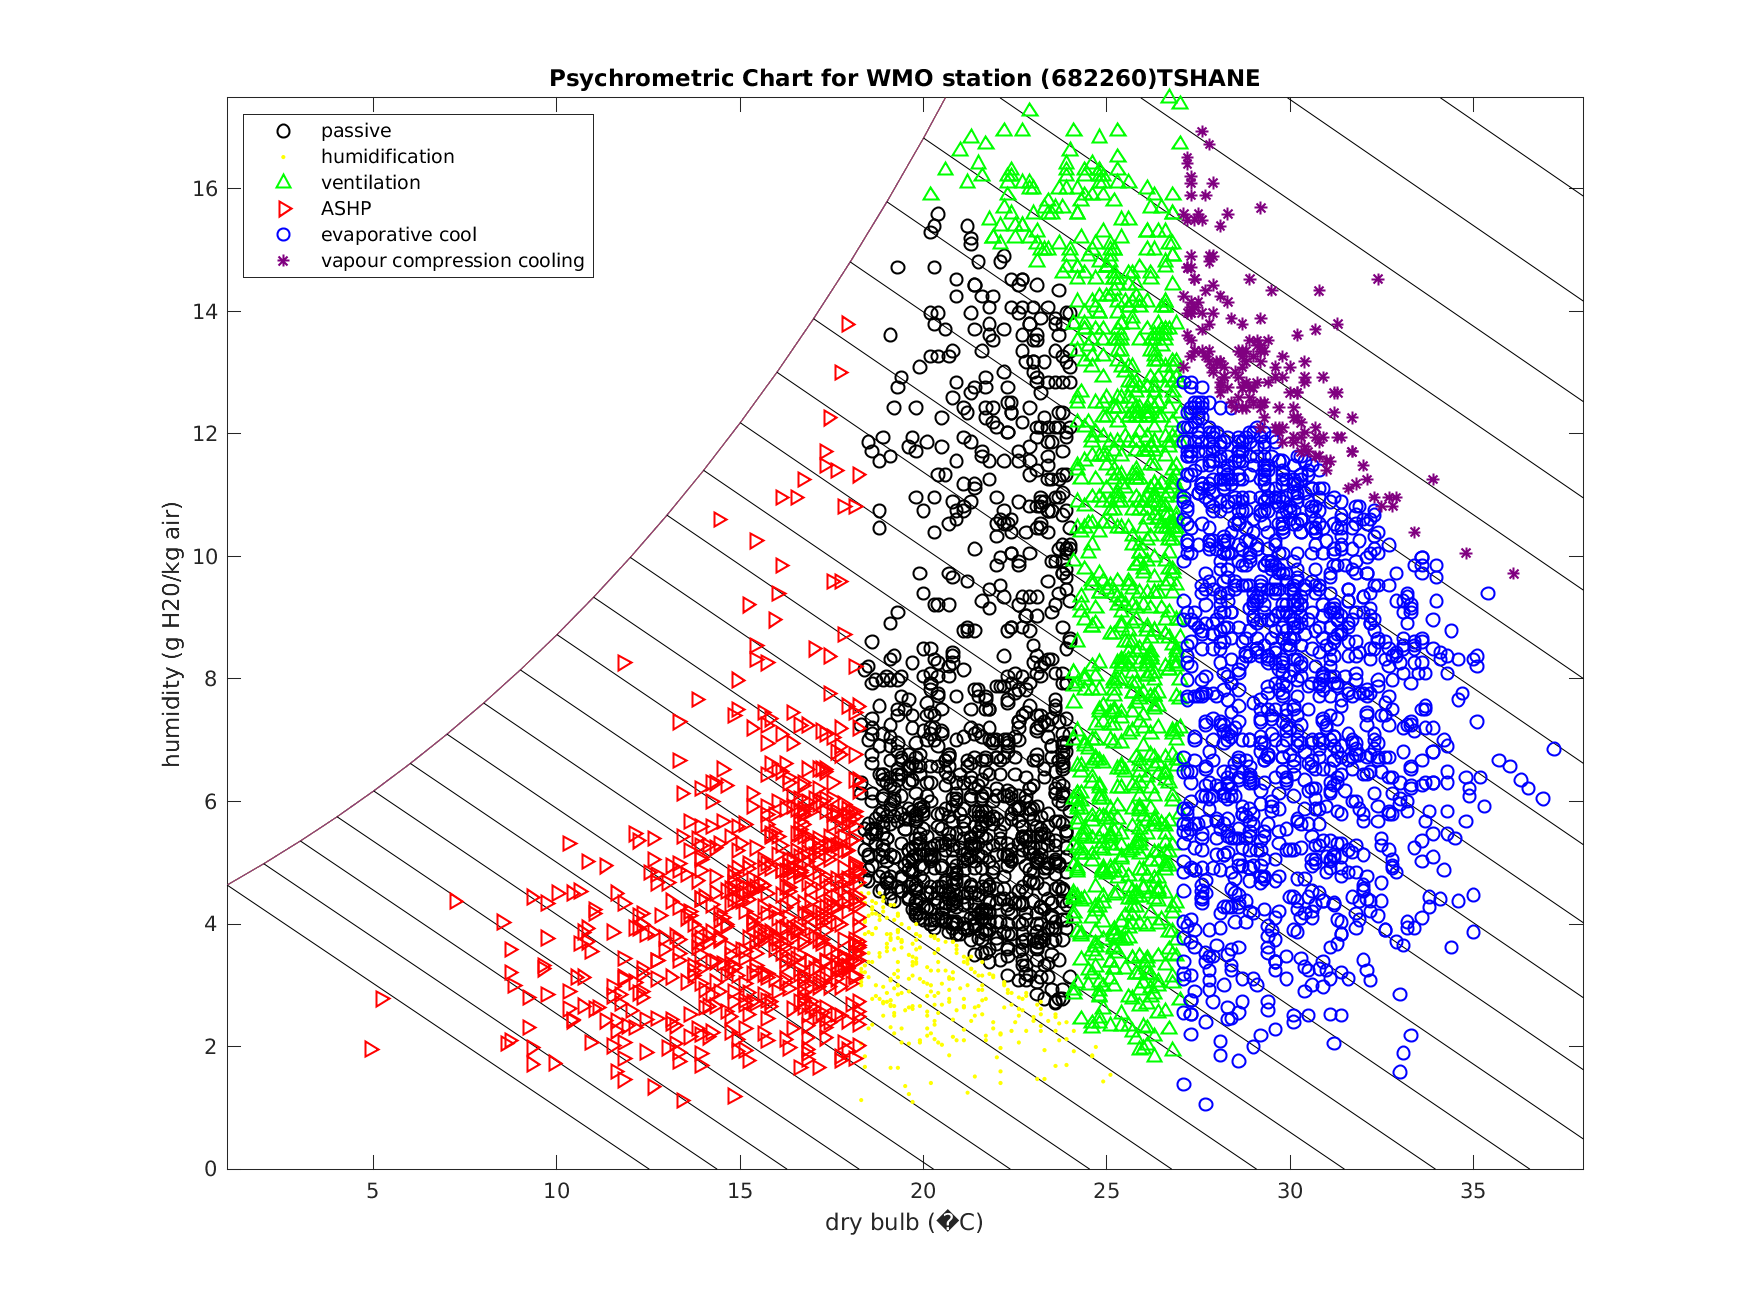 Psychrometric Chart for WMO station (682260)TSHANE
passive
humidification
ventilation
ASHP
evaporative cool
vapour compression cooling
humidity (g H20/kg air)
16
14
12
10
8
6
4
2
0
5 10 15 20 25 30 35
dry bulb (�C)